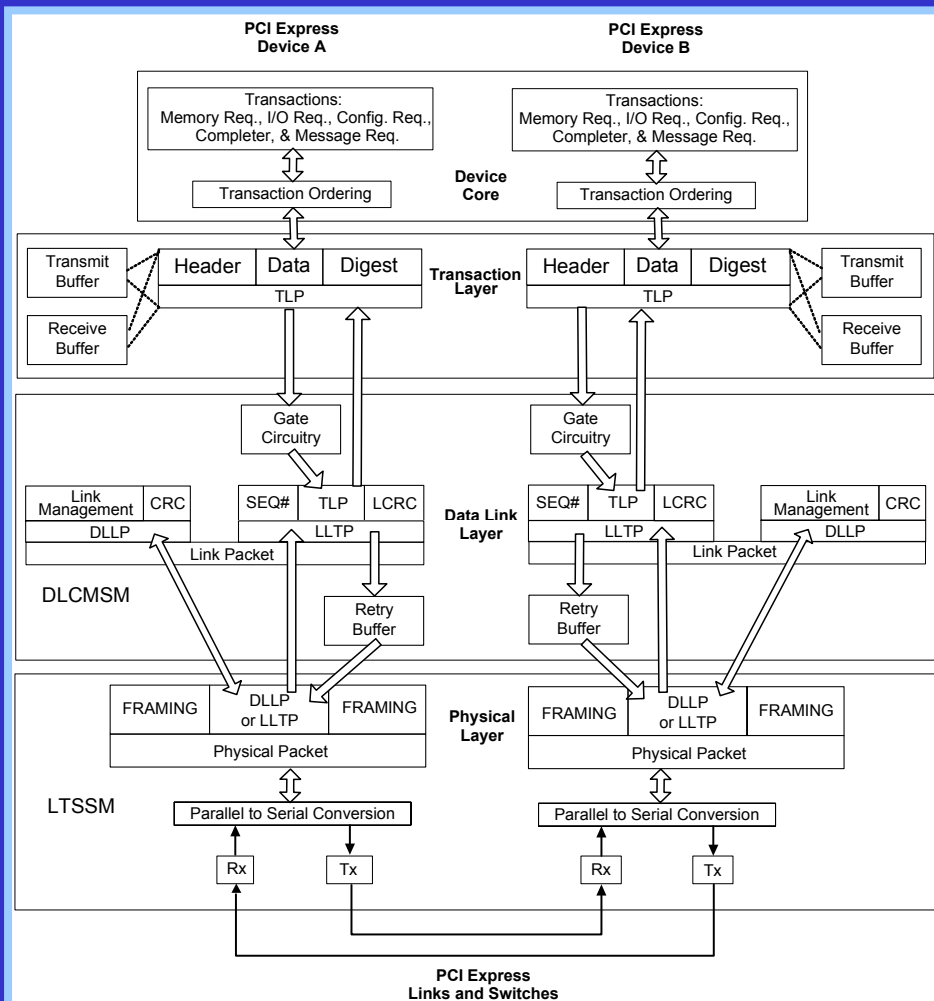 PCI Express
Device A
PCI Express
Device B
Transactions:
Memory Req., I/O Req., Config. Req.,
Completer, & Message Req.
Transactions:
Memory Req., I/O Req., Config. Req.,
Completer, & Message Req.
Device
Core
Transaction Ordering
Transaction Ordering
Transmit
Buffer
Header Data Digest
TLP
Receive
Buffer
Transaction
Layer
Header Data Digest
TLP
Transmit
Buffer
Receive
Buffer
Gate
Circuitry
Gate
Circuitry
Link
Management CRC
DLLP
SEQ# TLP LCRC
LLTP
Link Packet
Data Link
Layer
SEQ# TLP LCRC
LLTP
Link
Management CRC
DLLP
Link Packet
DLCMSM
Retry
Buffer
Retry
Buffer
FRAMING
DLLP
or LLTP
FRAMING
Physical Packet
Physical
Layer
FRAMING
DLLP
or LLTP
FRAMING
Physical Packet
LTSSM
Parallel to Serial Conversion
Parallel to Serial Conversion
Rx Tx
Rx Tx
PCI Express
Links and Switches